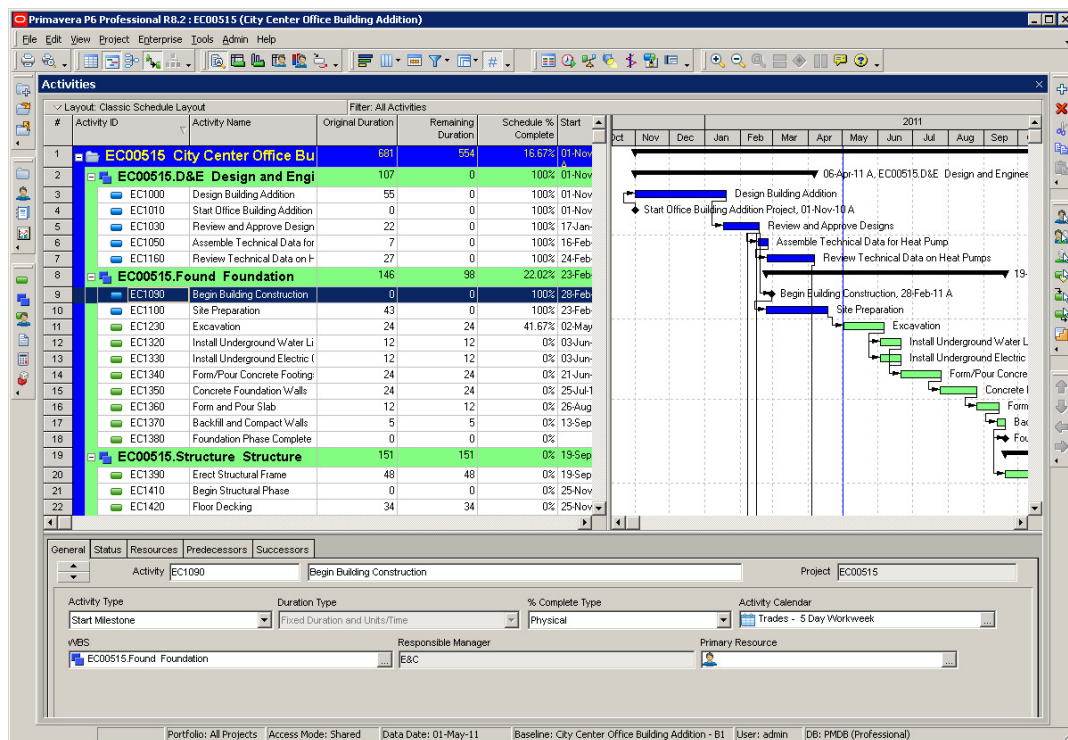 Primavera P6 Professional R8.2 : EC00515 (City Center Office Building Addition)
File Edit View Project Enterprise Tools Admin Help
Activities
Layout: Classic Schedule Layout Filter: All Activities
# Activity ID Activity Name Original Duration Remaining Duration Schedule % Complete Start 2011
Oct Nov Dec Jan Feb Mar Apr May Jun Jul Aug Sep
1 EC00515 City Center Office Bu 681 554 16.67% 01-Nov A
2 EC00515.D&E Design and Engi 107 0 100% 01-Nov 06-Apr-11 A, EC00515.D&E Design and Enginee
3 EC1000 Design Building Addition 55 0 100% 01-Nov Design Building Addition
4 EC1010 Start Office Building Addition 0 0 100% 01-Nov Start Office Building Addition Project, 01-Nov-10 A
5 EC1030 Review and Approve Designs 22 0 100% 17-Jan- Review and Approve Designs
6 EC1050 Assemble Technical Data for 7 0 100% 16-Feb- Assemble Technical Data for Heat Pump
7 EC1160 Review Technical Data on H 27 0 100% 24-Feb- Review Technical Data on Heat Pumps
8 EC00515.Found Foundation 146 98 22.02% 23-Feb- 19-
9 EC1090 Begin Building Construction 0 0 100% 28-Feb- Begin Building Construction, 28-Feb-11 A
10 EC1100 Site Preparation 43 0 100% 23-Feb- Site Preparation
11 EC1230 Excavation 24 24 41.67% 02-May Excavation
12 EC1320 Install Underground Water Li 12 12 0% 03-Jun- Install Underground Water L
13 EC1330 Install Underground Electric ( 12 12 0% 03-Jun- Install Underground Electric
14 EC1340 Form/Pour Concrete Footing: 24 24 0% 21-Jun- Form/Pour Concre
15 EC1350 Concrete Foundation Walls 24 24 0% 25-Jul-1 Concrete
16 EC1360 Form and Pour Slab 12 12 0% 26-Aug Form
17 EC1370 Backfill and Compact Walls 5 5 0% 13-Sep Bac
18 EC1380 Foundation Phase Complete 0 0 0% Fou
19 EC00515.Structure Structure 151 151 0% 19-Sep
20 EC1390 Erect Structural Frame 48 48 0% 19-Sep
21 EC1410 Begin Structural Phase 0 0 0% 25-Nov
22 EC1420 Floor Decking 34 34 0% 25-Nov
General Status Resources Predecessors Successors
Activity EC1090 Begin Building Construction Project EC00515
Activity Type Duration Type % Complete Type Activity Calendar
Start Milestone Fixed Duration and Units/Time Physical Trades - 5 Day Workweek ...
WBS Responsible Manager Primary Resource
EC00515.Found Foundation ... E&C ...
Portfolio: All Projects Access Mode: Shared Data Date: 01-May-11 Baseline: City Center Office Building Addition - B1 User: admin DB: PMDB (Professional)